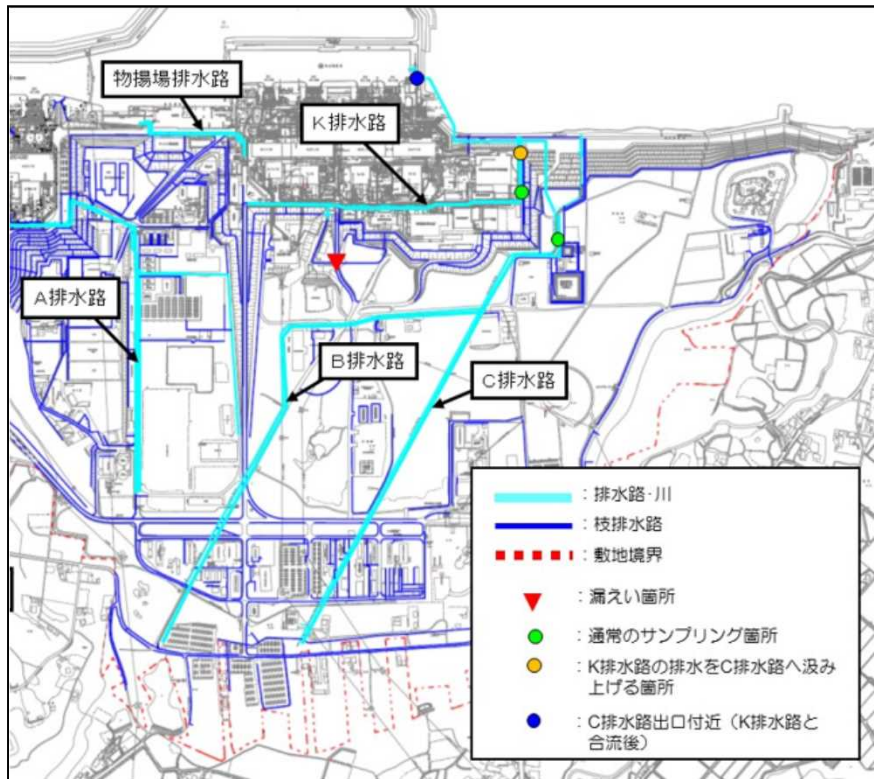 物揚場排水路
K排水路
A排水路
B排水路
C排水路
：排水路・川
：枝排水路
：敷地境界
：漏えい箇所
：通常のサンプリング箇所
：K排水路の排水をC排水路へ汲み
上げる箇所
：C排水路出口付近（K排水路と
合流後）